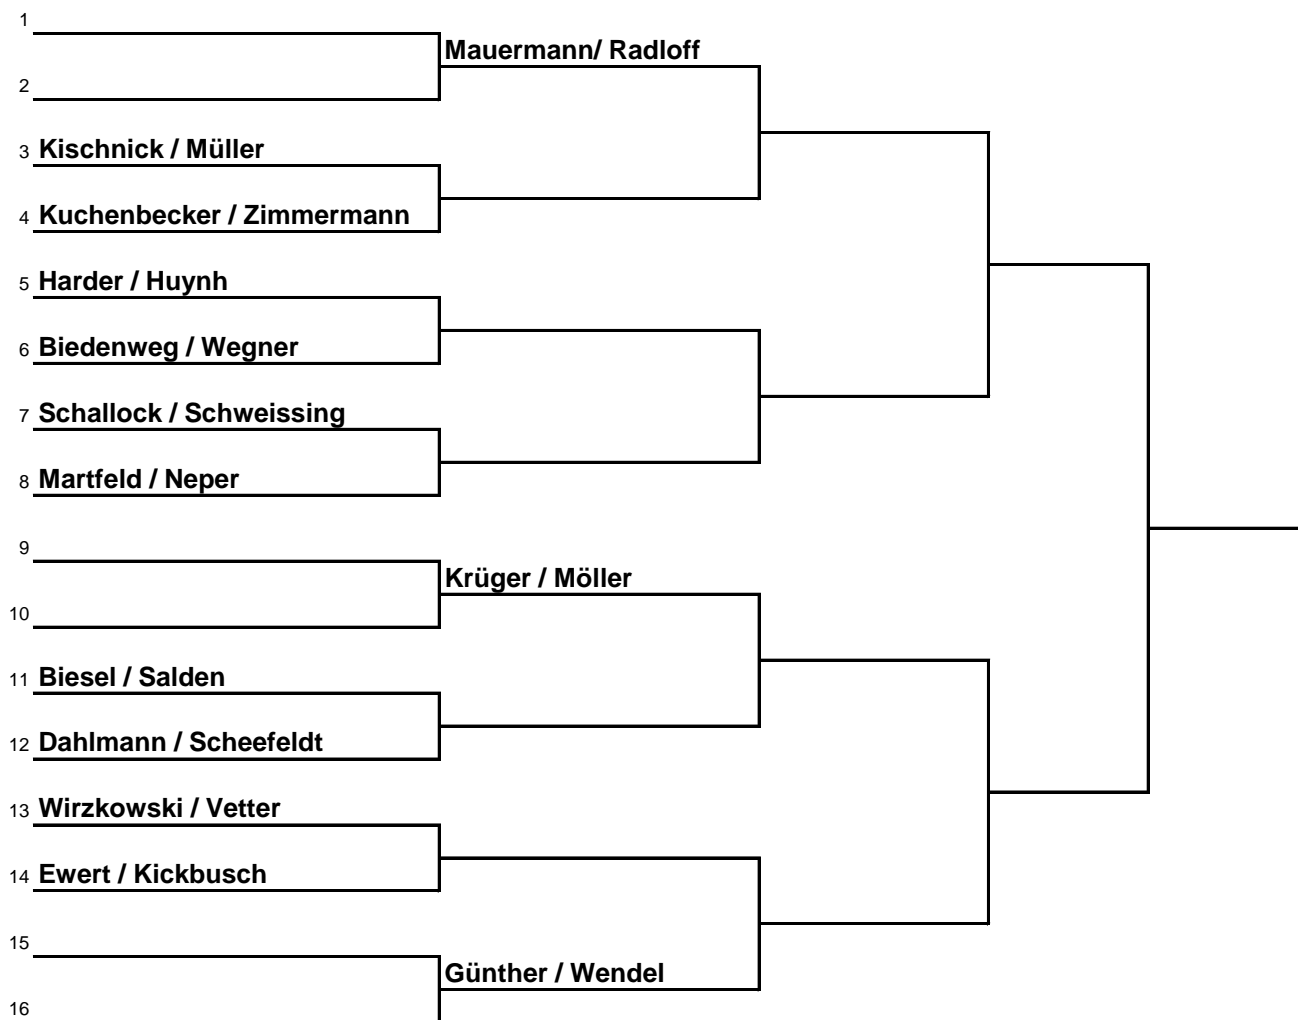 1
Mauermann/ Radloff
2
3 Kischnick / Müller
4 Kuchenbecker / Zimmermann
5 Harder / Huynh
6 Biedenweg / Wegner
7 Schallock / Schweissing
8 Martfeld / Neper
9
Krüger / Möller
10
11 Biesel / Salden
12 Dahlmann / Scheefeldt
13 Wirzkowski / Vetter
14 Ewert / Kickbusch
15
Günther / Wendel
16